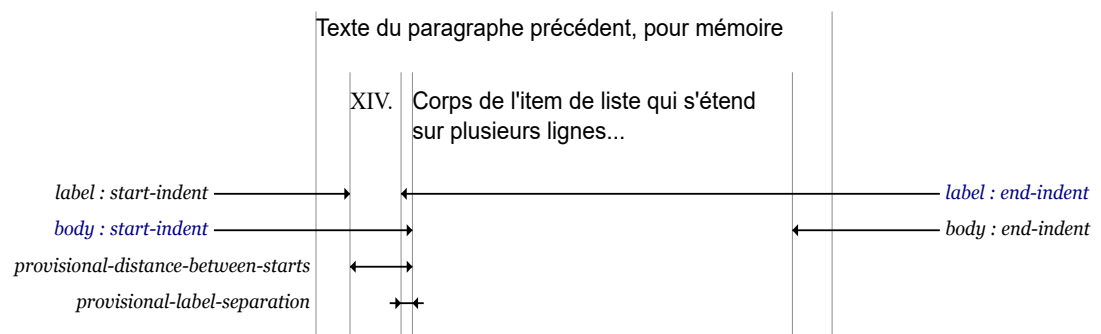 Texte du paragraphe précédent, pour mémoire
XIV. Corps de l'item de liste qui s'étend
sur plusieurs lignes...
label : start-indent label : end-indent
body : start-indent body : end-indent
provisional-distance-between-starts
provisional-label-separation